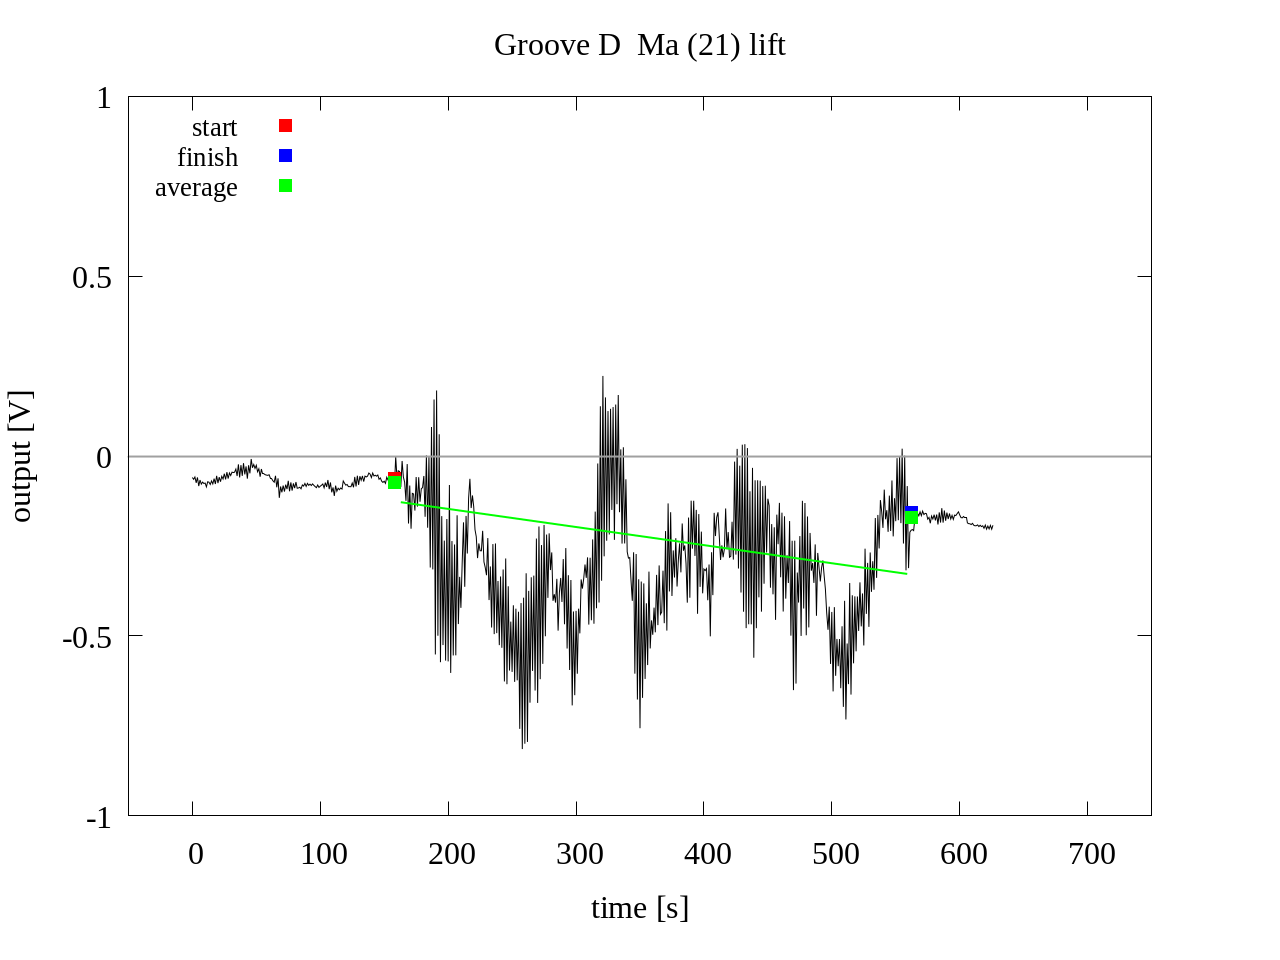 Groove D  Ma (21) lift
1
start
finish
average
0.5
0
-0.5
-1
output [V]
0 100 200 300 400 500 600 700
time [s]